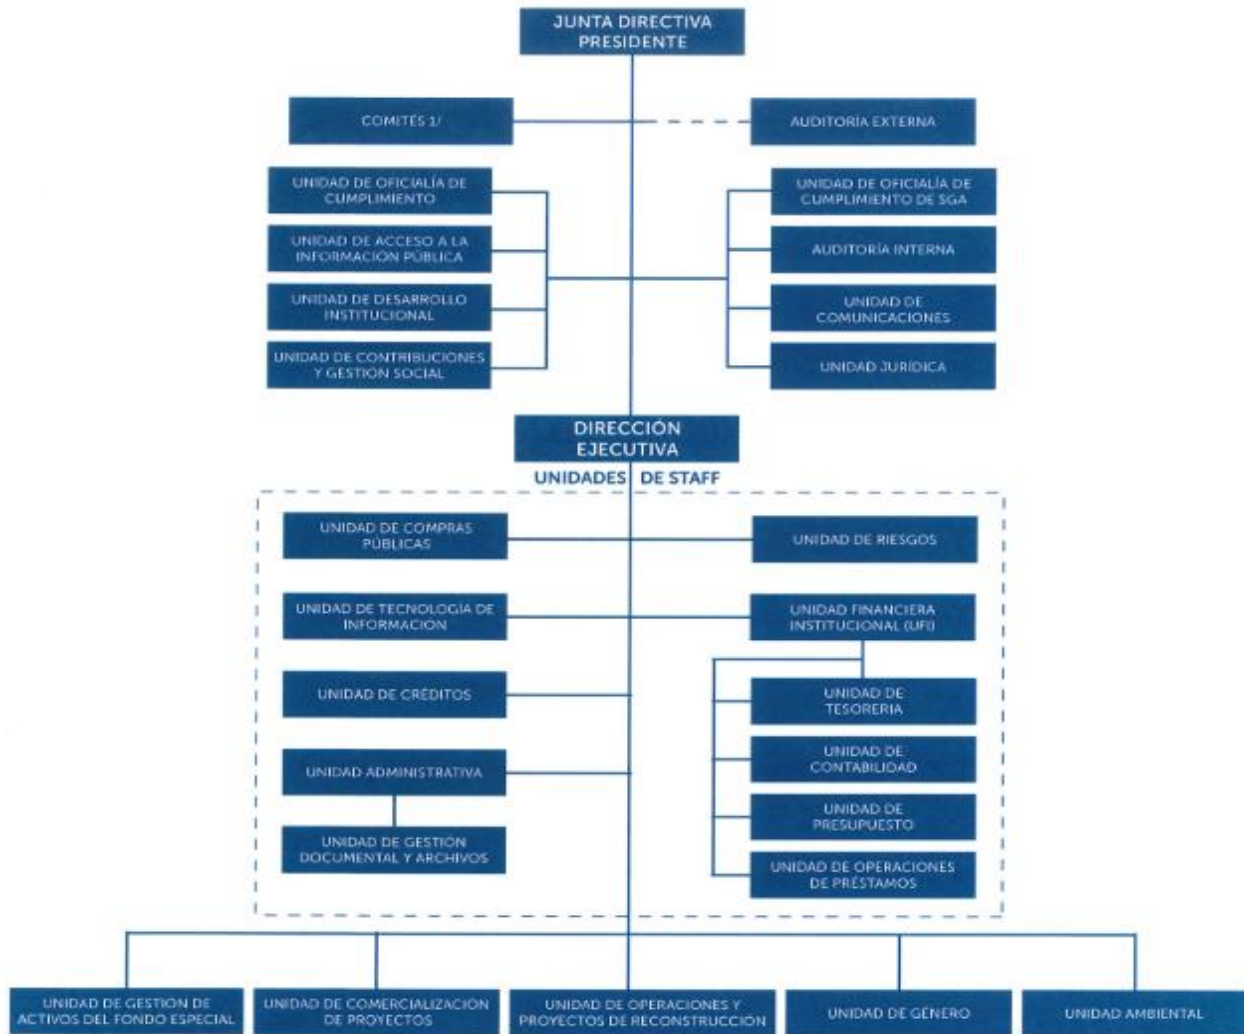 JUNTA DIRECTIVA
PRESIDENTE
COMITÉS 1/
AUDITORÍA EXTERNA
UNIDAD DE OFICIALÍA DE
CUMPLIMIENTO
UNIDAD DE OFICIALÍA DE
CUMPLIMIENTO DE SGA
UNIDAD DE ACCESO A LA
INFORMACIÓN PÚBLICA
AUDITORÍA INTERNA
UNIDAD DE DESARROLLO
INSTITUCIONAL
UNIDAD DE
COMUNICACIONES
UNIDAD DE CONTRIBUCIONES
Y GESTIÓN SOCIAL
UNIDAD JURÍDICA
DIRECCIÓN
EJECUTIVA
UNIDADES DE STAFF
UNIDAD DE COMPRAS
PÚBLICAS
UNIDAD DE RIESGOS
UNIDAD DE TECNOLOGÍA DE
INFORMACIÓN
UNIDAD FINANCIERA
INSTITUCIONAL (UFI)
UNIDAD DE CRÉDITOS
UNIDAD DE
TESORERIA
UNIDAD ADMINISTRATIVA
UNIDAD DE
CONTABILIDAD
UNIDAD DE GESTIÓN
DOCUMENTAL Y ARCHIVOS
UNIDAD DE
PRESUPUESTO
UNIDAD DE OPERACIONES
DE PRÉSTAMOS
UNIDAD DE GESTIÓN DE
ACTIVOS DEL FONDO ESPECIAL
UNIDAD DE COMERCIALIZACIÓN
DE PROYECTOS
UNIDAD DE OPERACIONES Y
PROYECTOS DE RECONSTRUCCIÓN
UNIDAD DE GÉNERO
UNIDAD AMBIENTAL